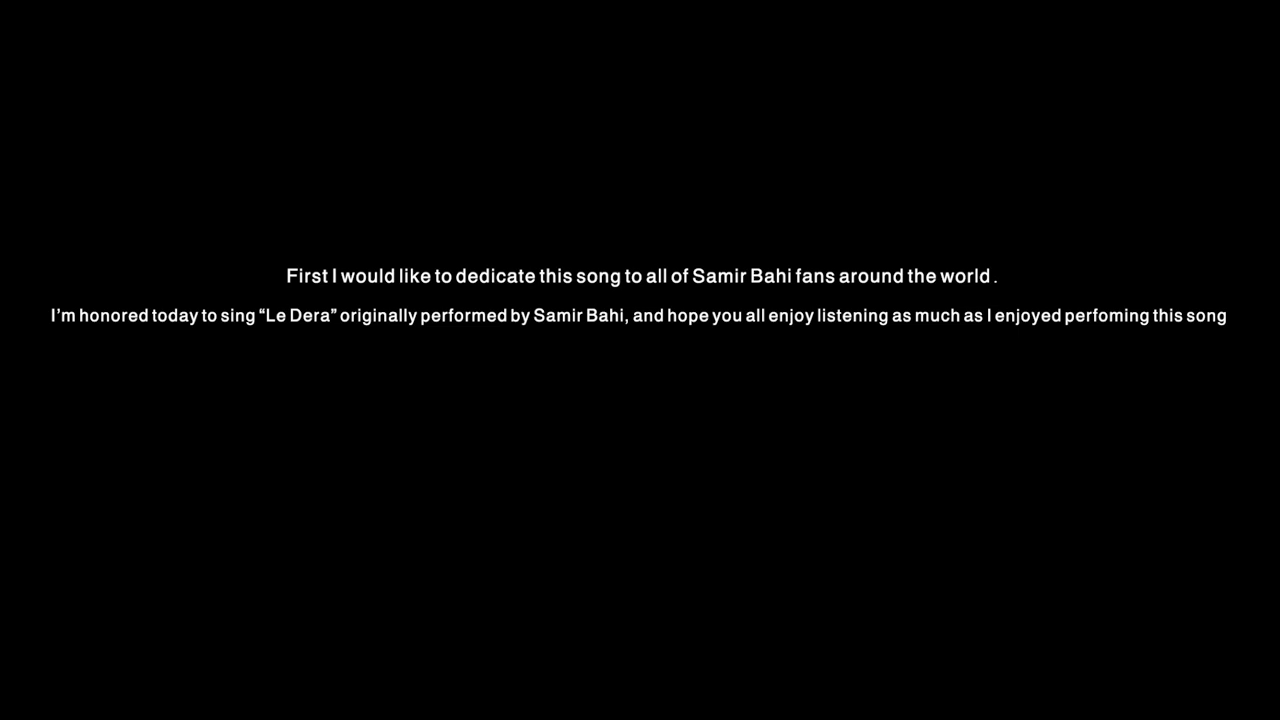 First I would like to dedicate this song to all of Samir Bahi fans around the world .
I’m honored today to sing “Le Dera” originally performed by Samir Bahi, and hope you all enjoy listening as much as I enjoyed perfoming this song